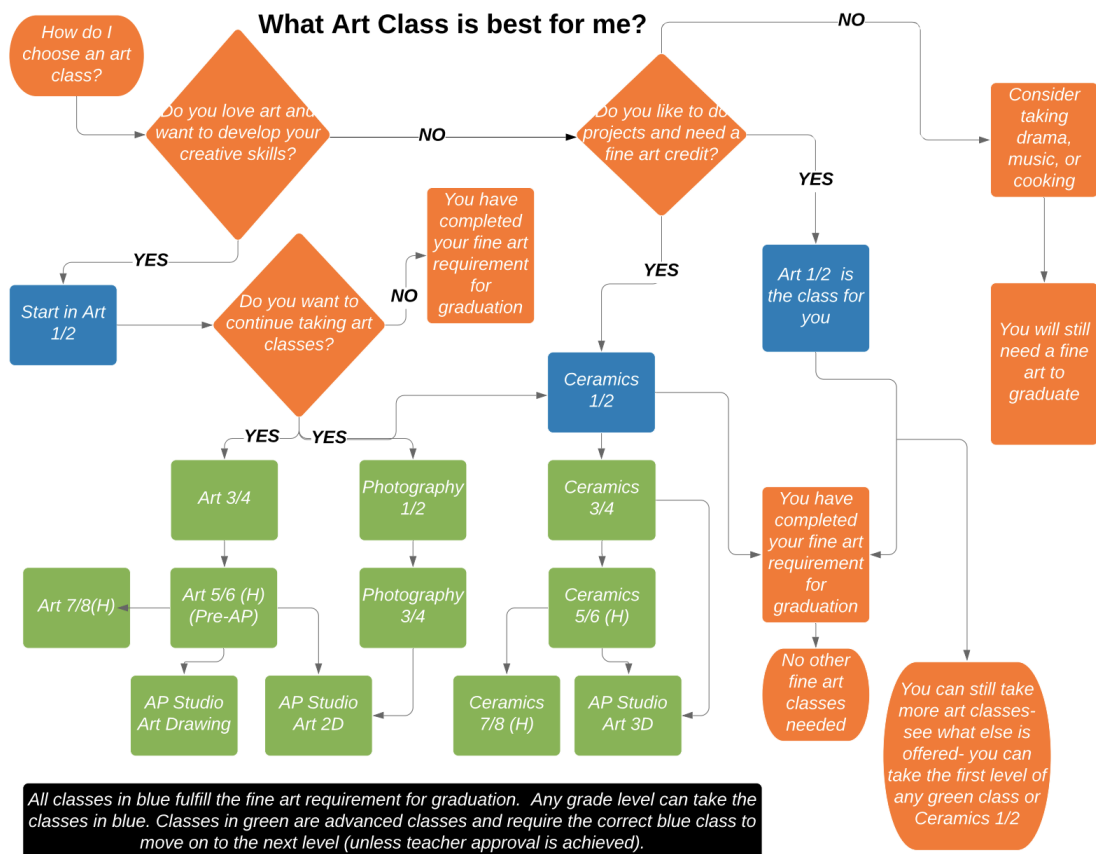 What Art Class is best for me?
How do I
choose an art
class?
Do you love art and
want to develop your
creative skills?
NO
Do you like to do
projects and need a
fine art credit?
NO
Consider
taking
drama,
music, or
cooking
YES
You will still
need a fine
art to
graduate
YES
Start in Art
1/2
Do you want to
continue taking art
classes?
NO
You have
completed
your fine art
requirement
for
graduation
YES
Art 1/2 is
the class for
you
Ceramics
1/2
YES
YES
Art 3/4
Photography
1/2
Ceramics
3/4
You have
completed
your fine art
requirement
for
graduation
Art 7/8(H)
Art 5/6 (H)
(Pre-AP)
Photography
3/4
Ceramics
5/6 (H)
AP Studio
Art Drawing
AP Studio
Art 2D
Ceramics
7/8 (H)
AP Studio
Art 3D
No other
fine art
classes
needed
You can still take
more art classes-
see what else is
offered- you can
take the first level of
any green class or
Ceramics 1/2
All classes in blue fulfill the fine art requirement for graduation. Any grade level can take the
classes in blue. Classes in green are advanced classes and require the correct blue class to
move on to the next level (unless teacher approval is achieved).